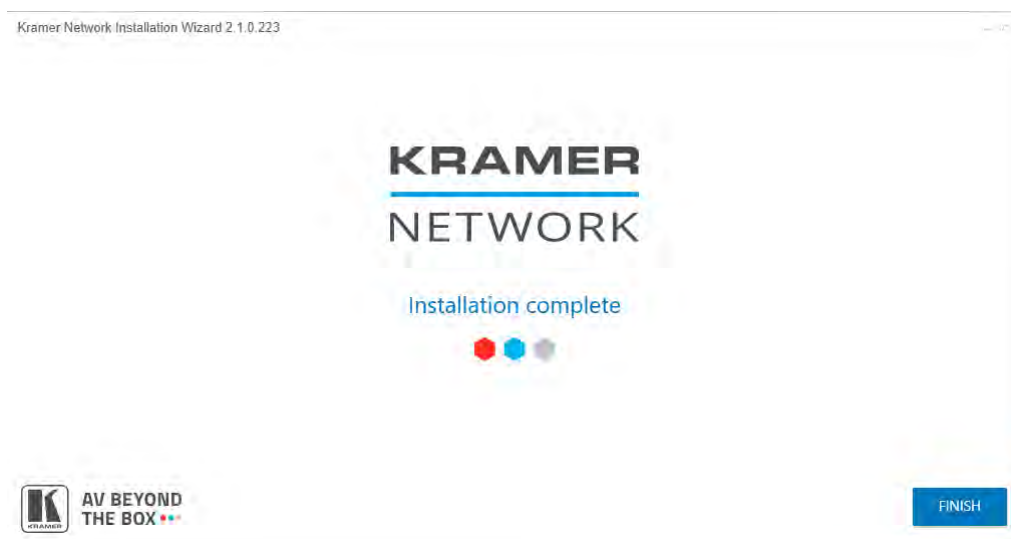 Kramer Network Installation Wizard 2.1.0.223
KRAMER
NETWORK
Installation complete
KRAMER
AV BEYOND
THE BOX
FINISH